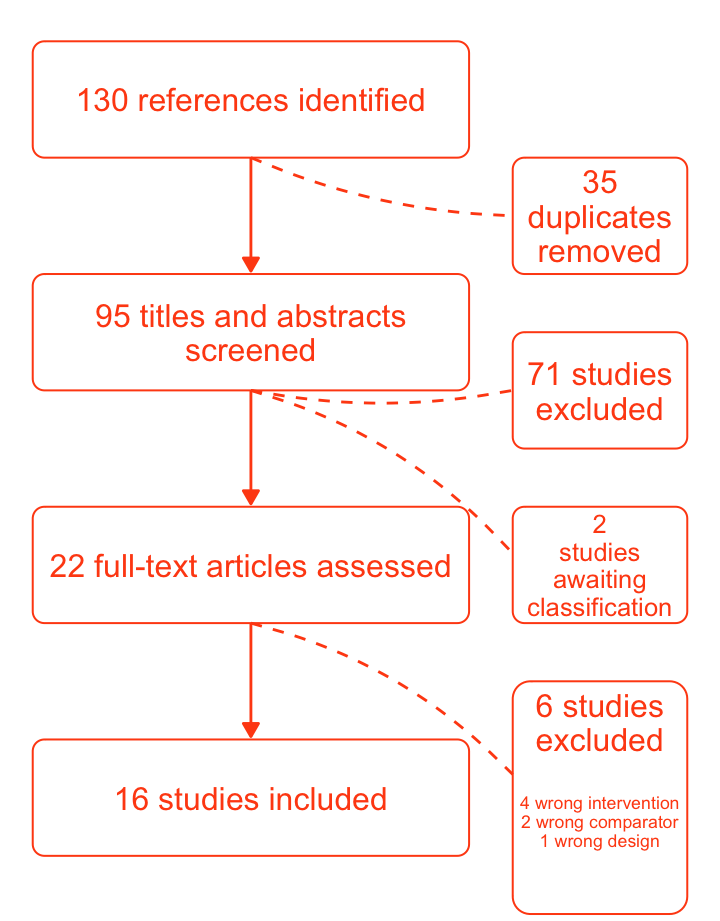 130 references identified
35
duplicates
removed
95 titles and abstracts
screened
71 studies
excluded
2
studies
awaiting
classification
22 full-text articles assessed
6 studies
excluded
4 wrong intervention
2 wrong comparator
1 wrong design
16 studies included